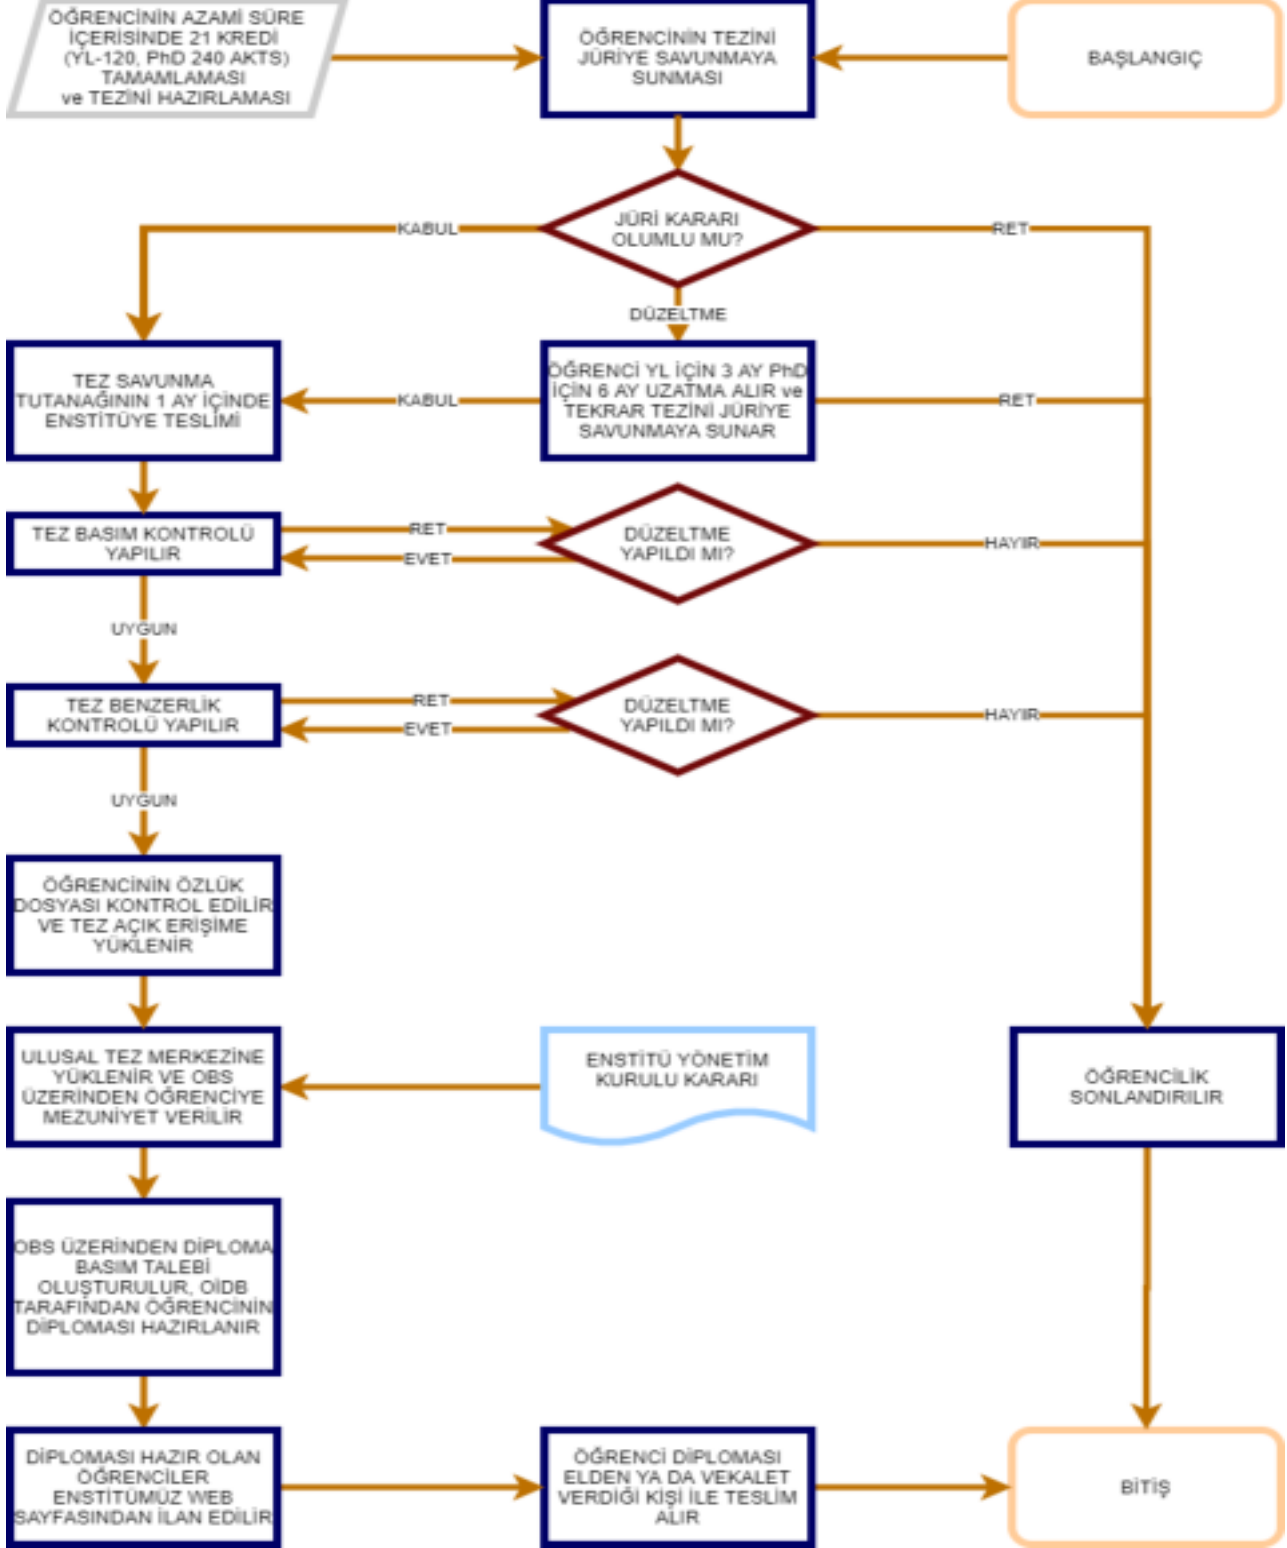 ÖĞRENCİNİN AZAMİ SÜRE
İÇERİSİNDE 21 KREDİ
(YL-120, PhD 240 AKTS)
TAMAMLAMASI
ve TEZİNİ HAZIRLAMASI
ÖĞRENCİNİN TEZİNİ
JÜRİYE SAVUNMAYA
SUNMASI
BAŞLANGIÇ
JÜRİ KARARI
OLUMLU MU?
KABUL
RET
DÜZELTME
TEZ SAVUNMA
TUTANAĞININ 1 AY İÇİNDE
ENSTİTÜYE TESLİMİ
KABUL
ÖĞRENCİ YL İÇİN 3 AY PhD
İÇİN 6 AY UZATMA ALIR ve
TEKRAR TEZİNİ JÜRİYE
SAVUNMAYA SUNAR
RET
TEZ BASIM KONTROLÜ
YAPILIR
RET
EVET
DÜZELTME
YAPILDI MI?
HAYIR
UYGUN
TEZ BENZERLİK
KONTROLÜ YAPILIR
RET
EVET
DÜZELTME
YAPILDI MI?
HAYIR
UYGUN
ÖĞRENCİNİN ÖZLÜK
DOSYASI KONTROL EDİLİR
VE TEZ AÇIK ERİŞİME
YÜKLENİR
ULUSAL TEZ MERKEZİNE
YÜKLENİR VE OBS
ÜZERİNDEN ÖĞRENCİYE
MEZUNİYET VERİLİR
ENSTİTÜ YÖNETİM
KURULU KARARI
ÖĞRENCİLİK
SONLANDIRILIR
OBS ÜZERİNDEN DİPLOMA
BASIM TALEBİ
OLUŞTURULUR, OİDB
TARAFINDAN ÖĞRENCİNİN
DİPLOMASI HAZIRLANIR
DİPLOMASI HAZIR OLAN
ÖĞRENCİLER
ENSTİTÜMÜZ WEB
SAYFASINDAN İLAN EDİLİR
ÖĞRENCİ DİPLOMASI
ELDEN YA DA VEKALET
VERDİĞİ KİŞİ İLE TESLİM
ALIR
BİTİŞ